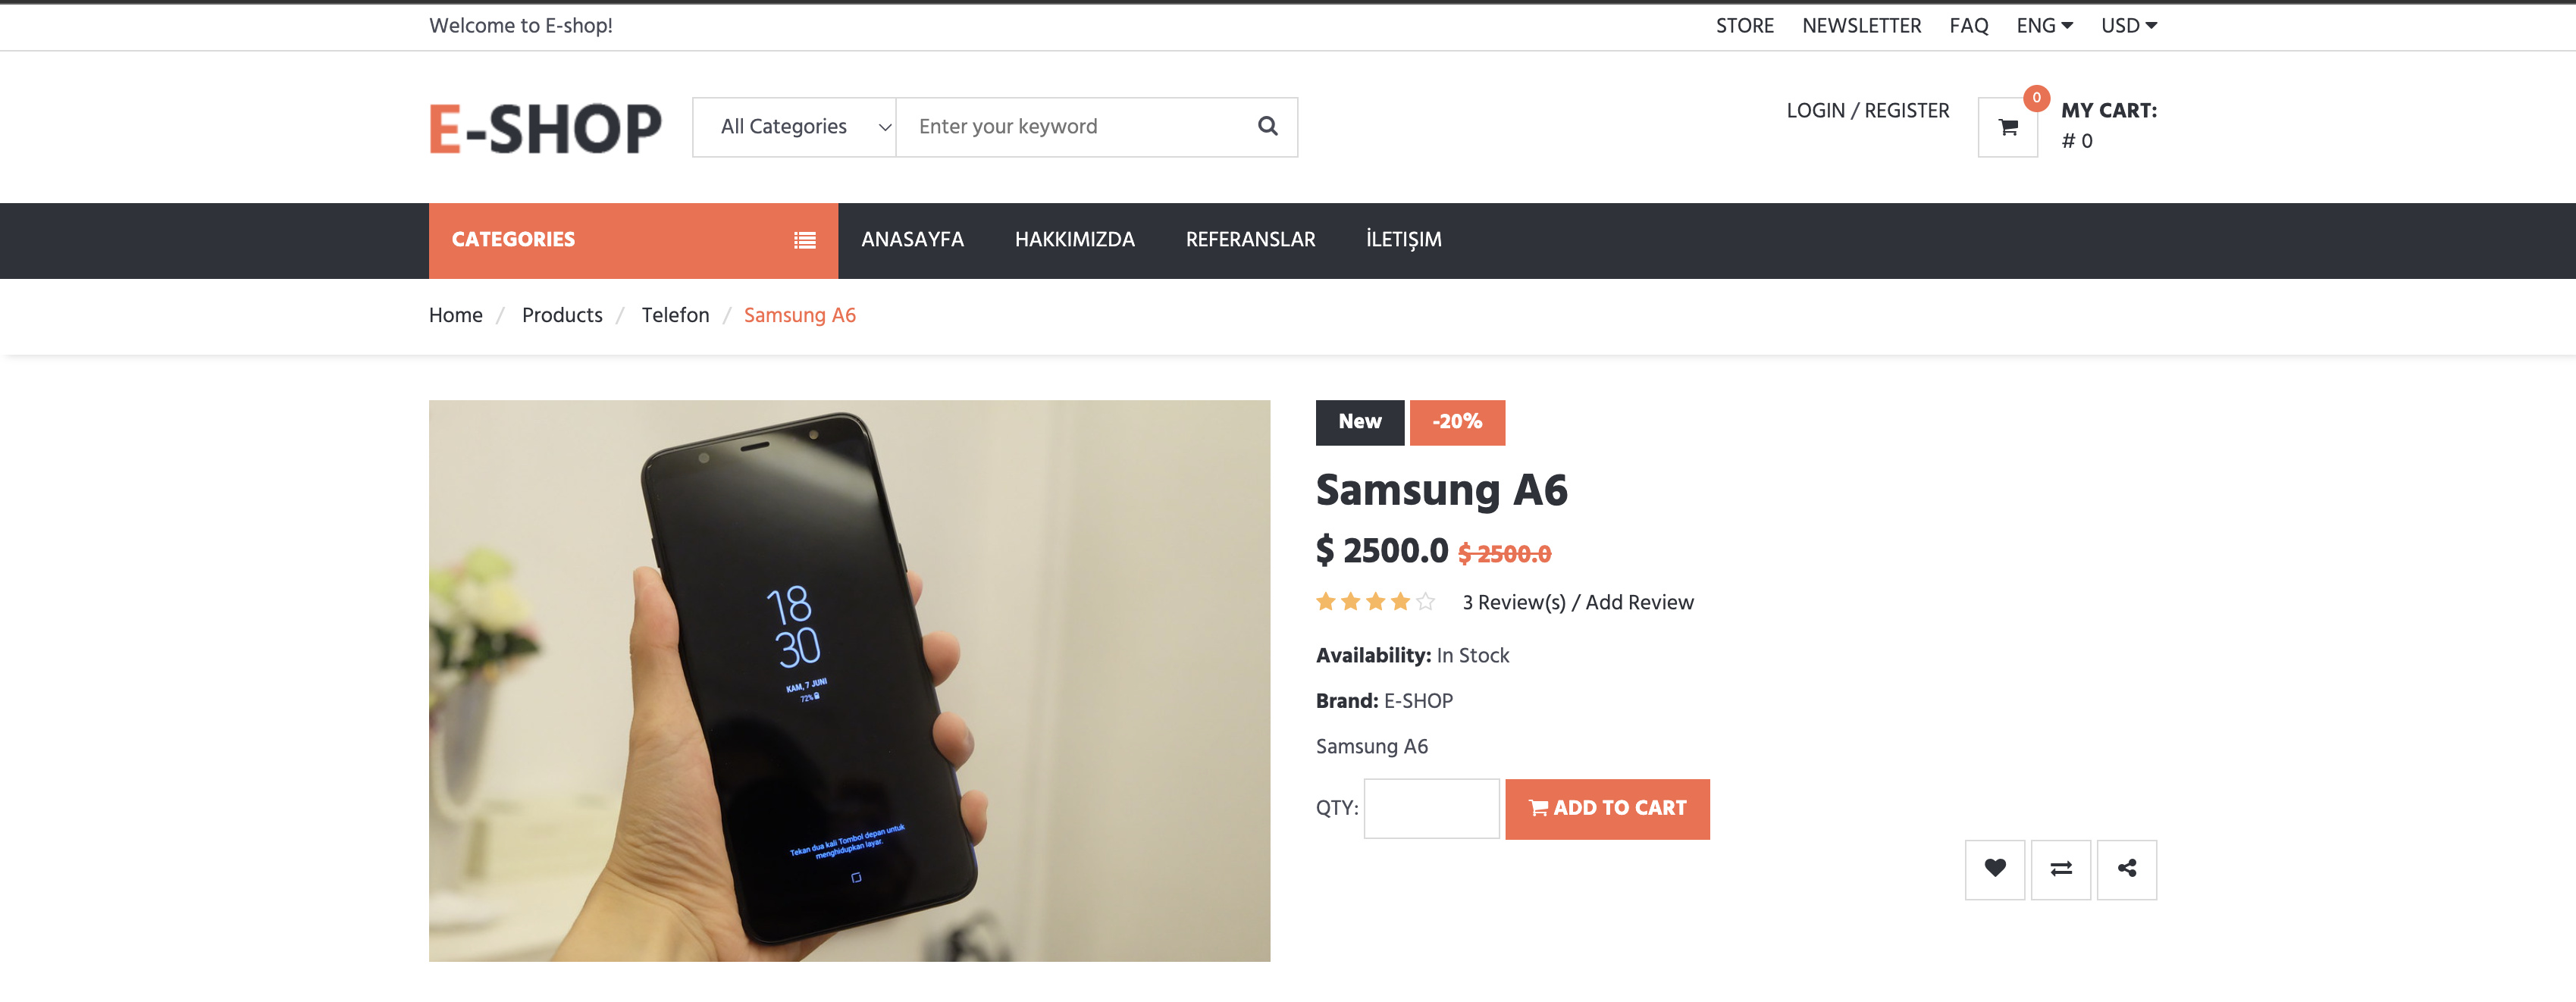 Welcome to E-shop!
STORE NEWSLETTER FAQ ENG USD
E-SHOP
All Categories
Enter your keyword
LOGIN / REGISTER
0
MY CART:
# 0
CATEGORIES
ANASAYFA HAKKIMIZDA REFERANSLAR İLETIŞIM
Home / Products / Telefon / Samsung A6
18
30
KAM, 7 JUNI
72%
Tekan dua kali Tombol depan untuk
menghidupkan layar.
New -20%
Samsung A6
$ 2500.0 $ 2500.0
3 Review(s) / Add Review
Availability: In Stock
Brand: E-SHOP
Samsung A6
QTY:
ADD TO CART